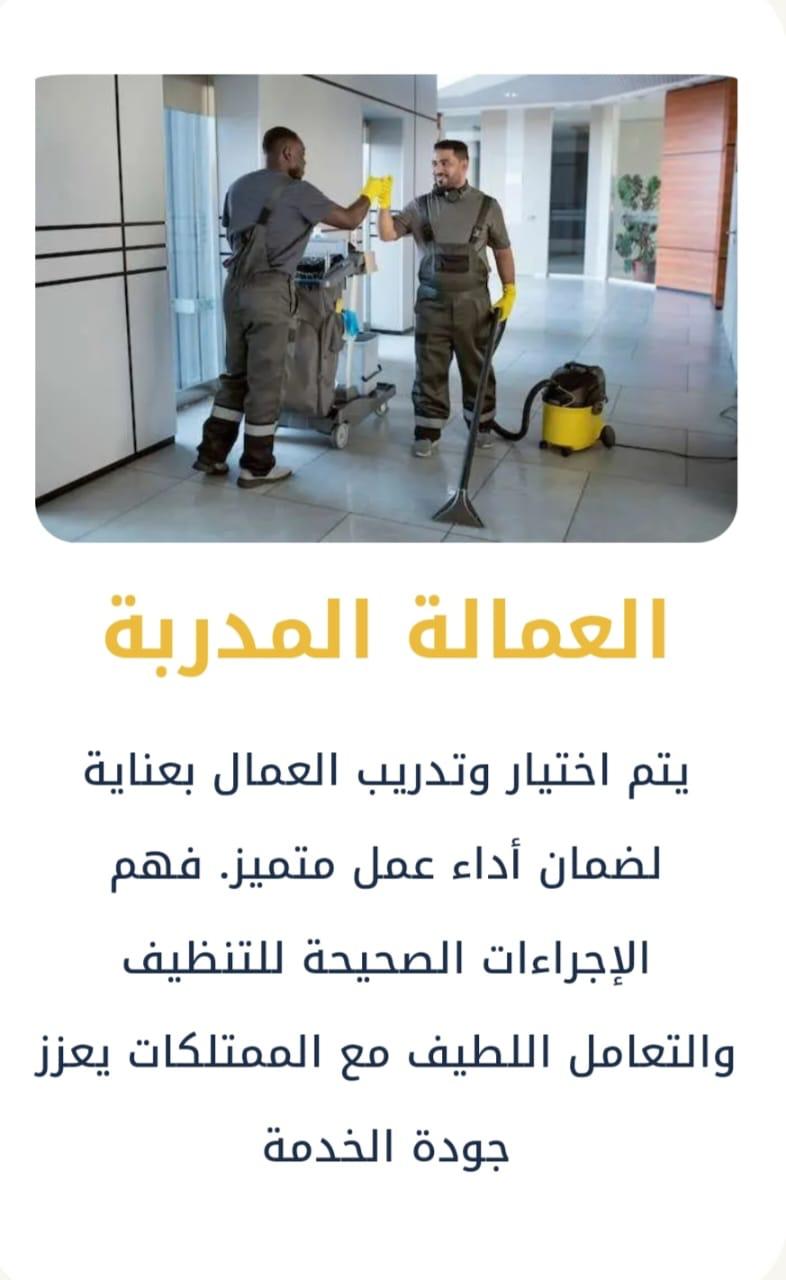 العمالة المدربة
يتم اختيار وتدريب العمال بعناية
لضمان أداء عمل متميز. فهم
الإجراءات الصحيحة للتنظيف
والتعامل اللطيف مع الممتلكات يعزز
جودة الخدمة